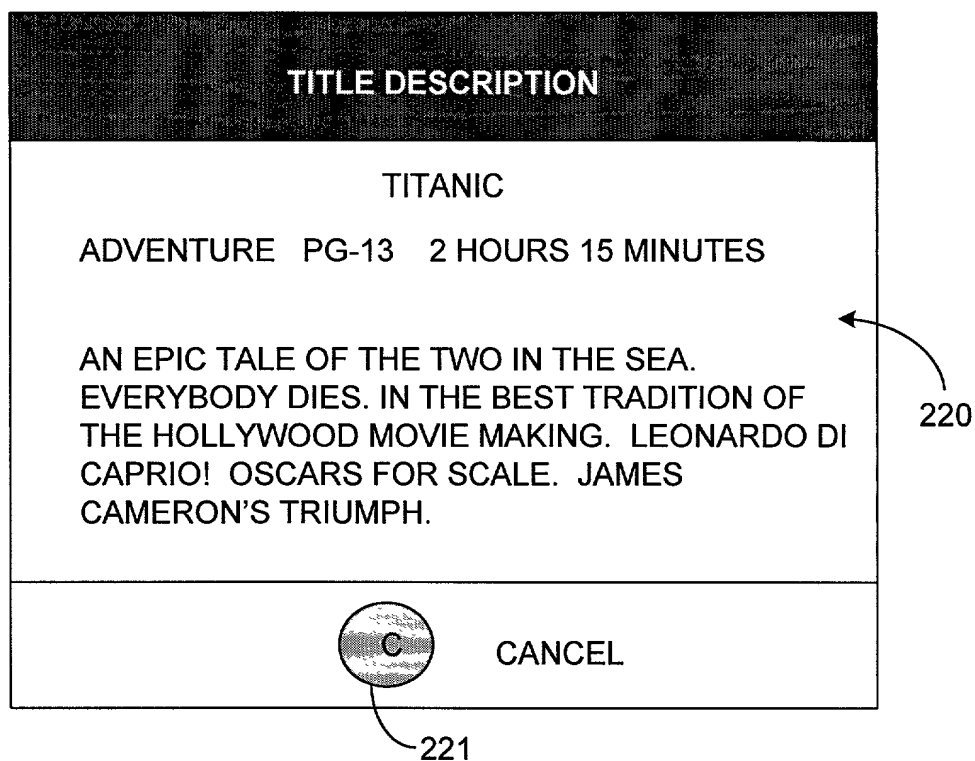 TITLE DESCRIPTION
TITANIC
ADVENTURE PG-13 2 HOURS 15 MINUTES
AN EPIC TALE OF THE TWO IN THE SEA.
EVERYBODY DIES. IN THE BEST TRADITION OF
THE HOLLYWOOD MOVIE MAKING. LEONARDO DI
CAPRIO! OSCARS FOR SCALE. JAMES
CAMERON'S TRIUMPH.
220
C CANCEL
221